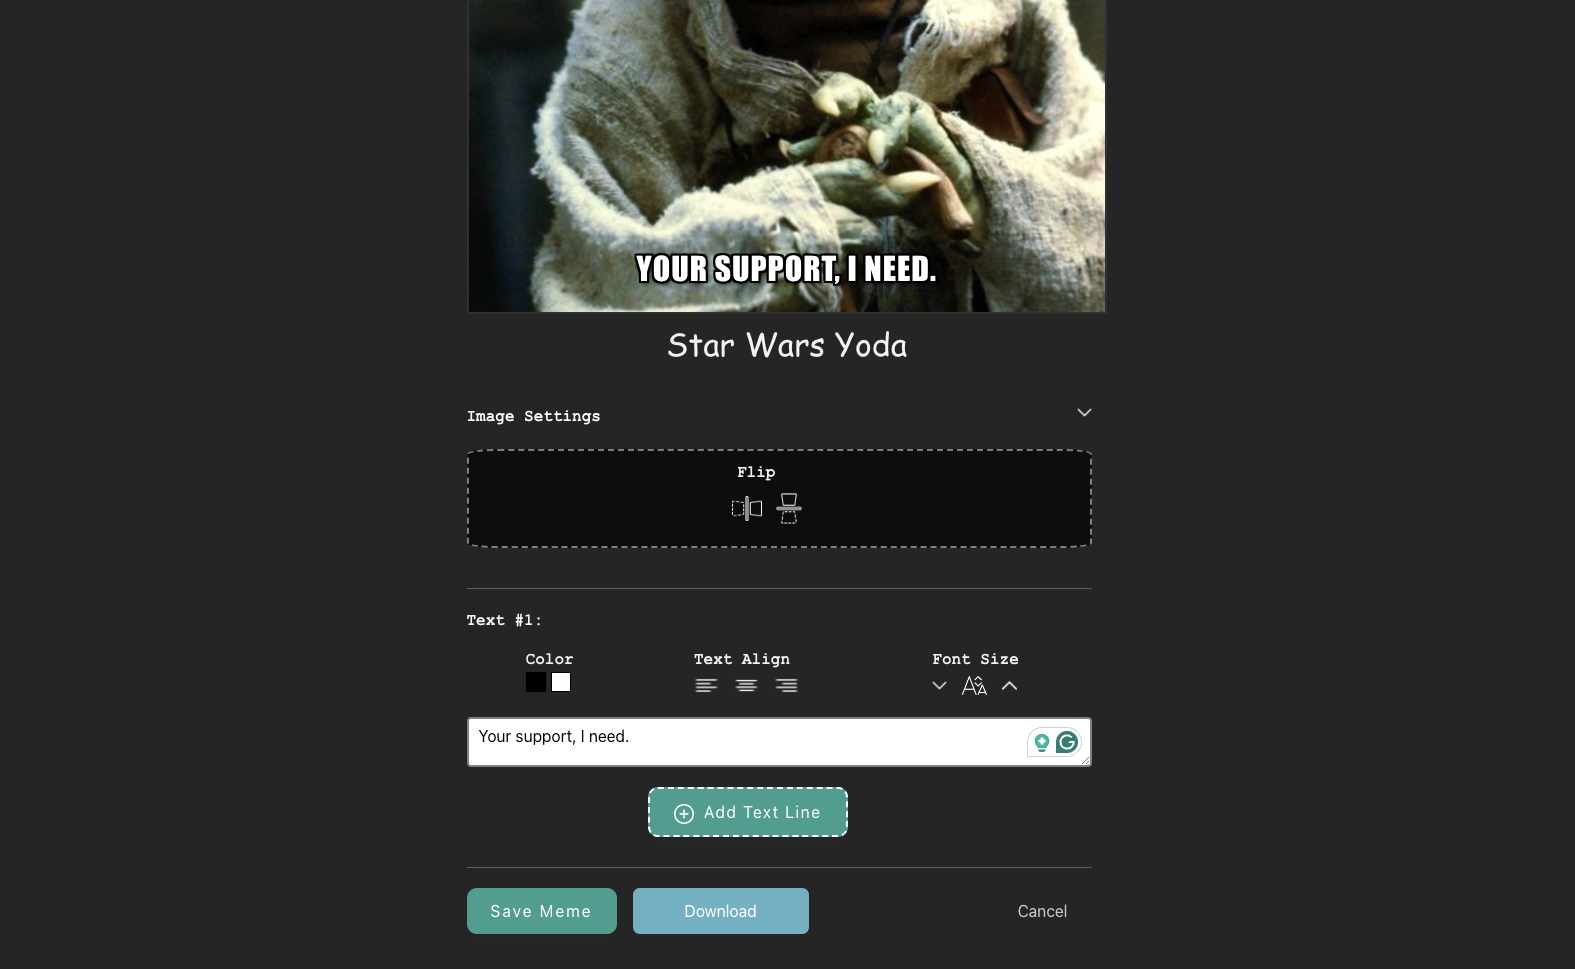 YOUR SUPPORT, I NEED.
Star Wars Yoda
Image Settings
Flip
Text #1:
Color Text Align Font Size
Your support, I need.
Add Text Line
Save Meme Download Cancel